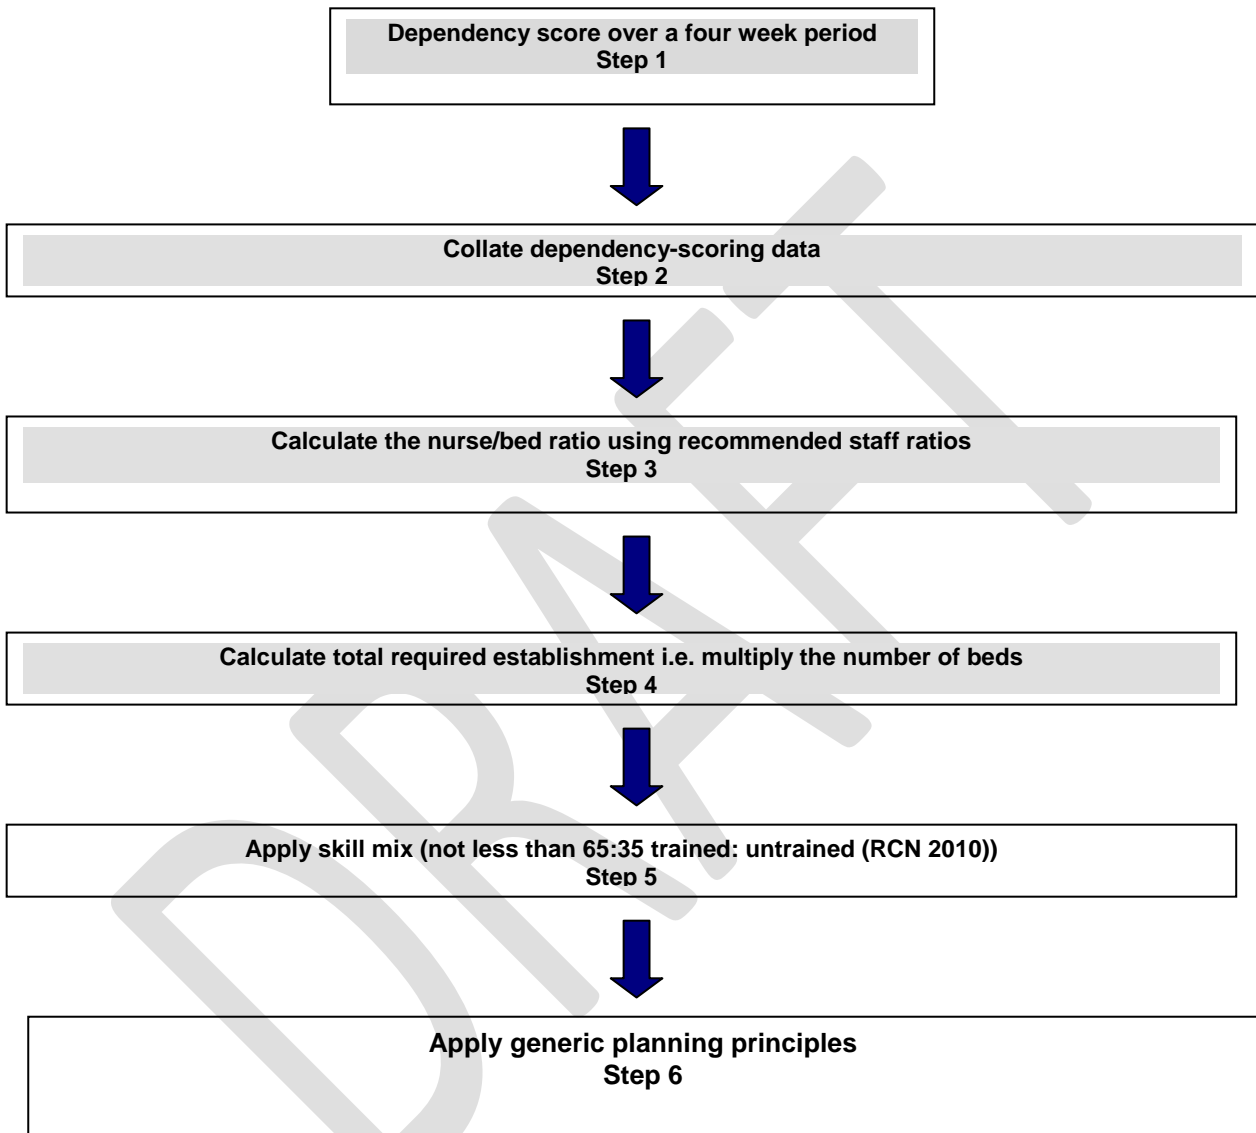 Dependency score over a four week period
Step 1
Collate dependency-scoring data
Step 2
Calculate the nurse/bed ratio using recommended staff ratios
Step 3
Calculate total required establishment i.e. multiply the number of beds
Step 4
Apply skill mix (not less than 65:35 trained: untrained (RCN 2010))
Step 5
Apply generic planning principles
Step 6
DRAFT